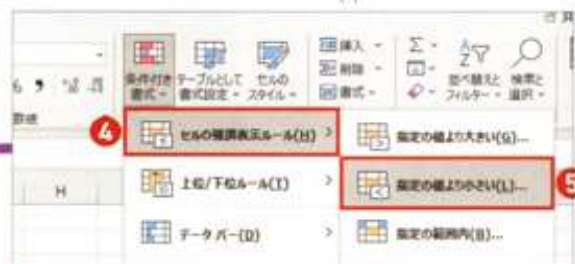 挿入
条件付き テーブルとして セルの
書式 書式設定 スタイル
削除
書式
並べ替えと 検索と
フィルター 選択
数値
4
セルの強調表示ルール(H)
指定の値より大きい(G)...
H
上位/下位ルール(T)
指定の値より小さい(L)...
5
データ バー(D)
指定の範囲内(B)...